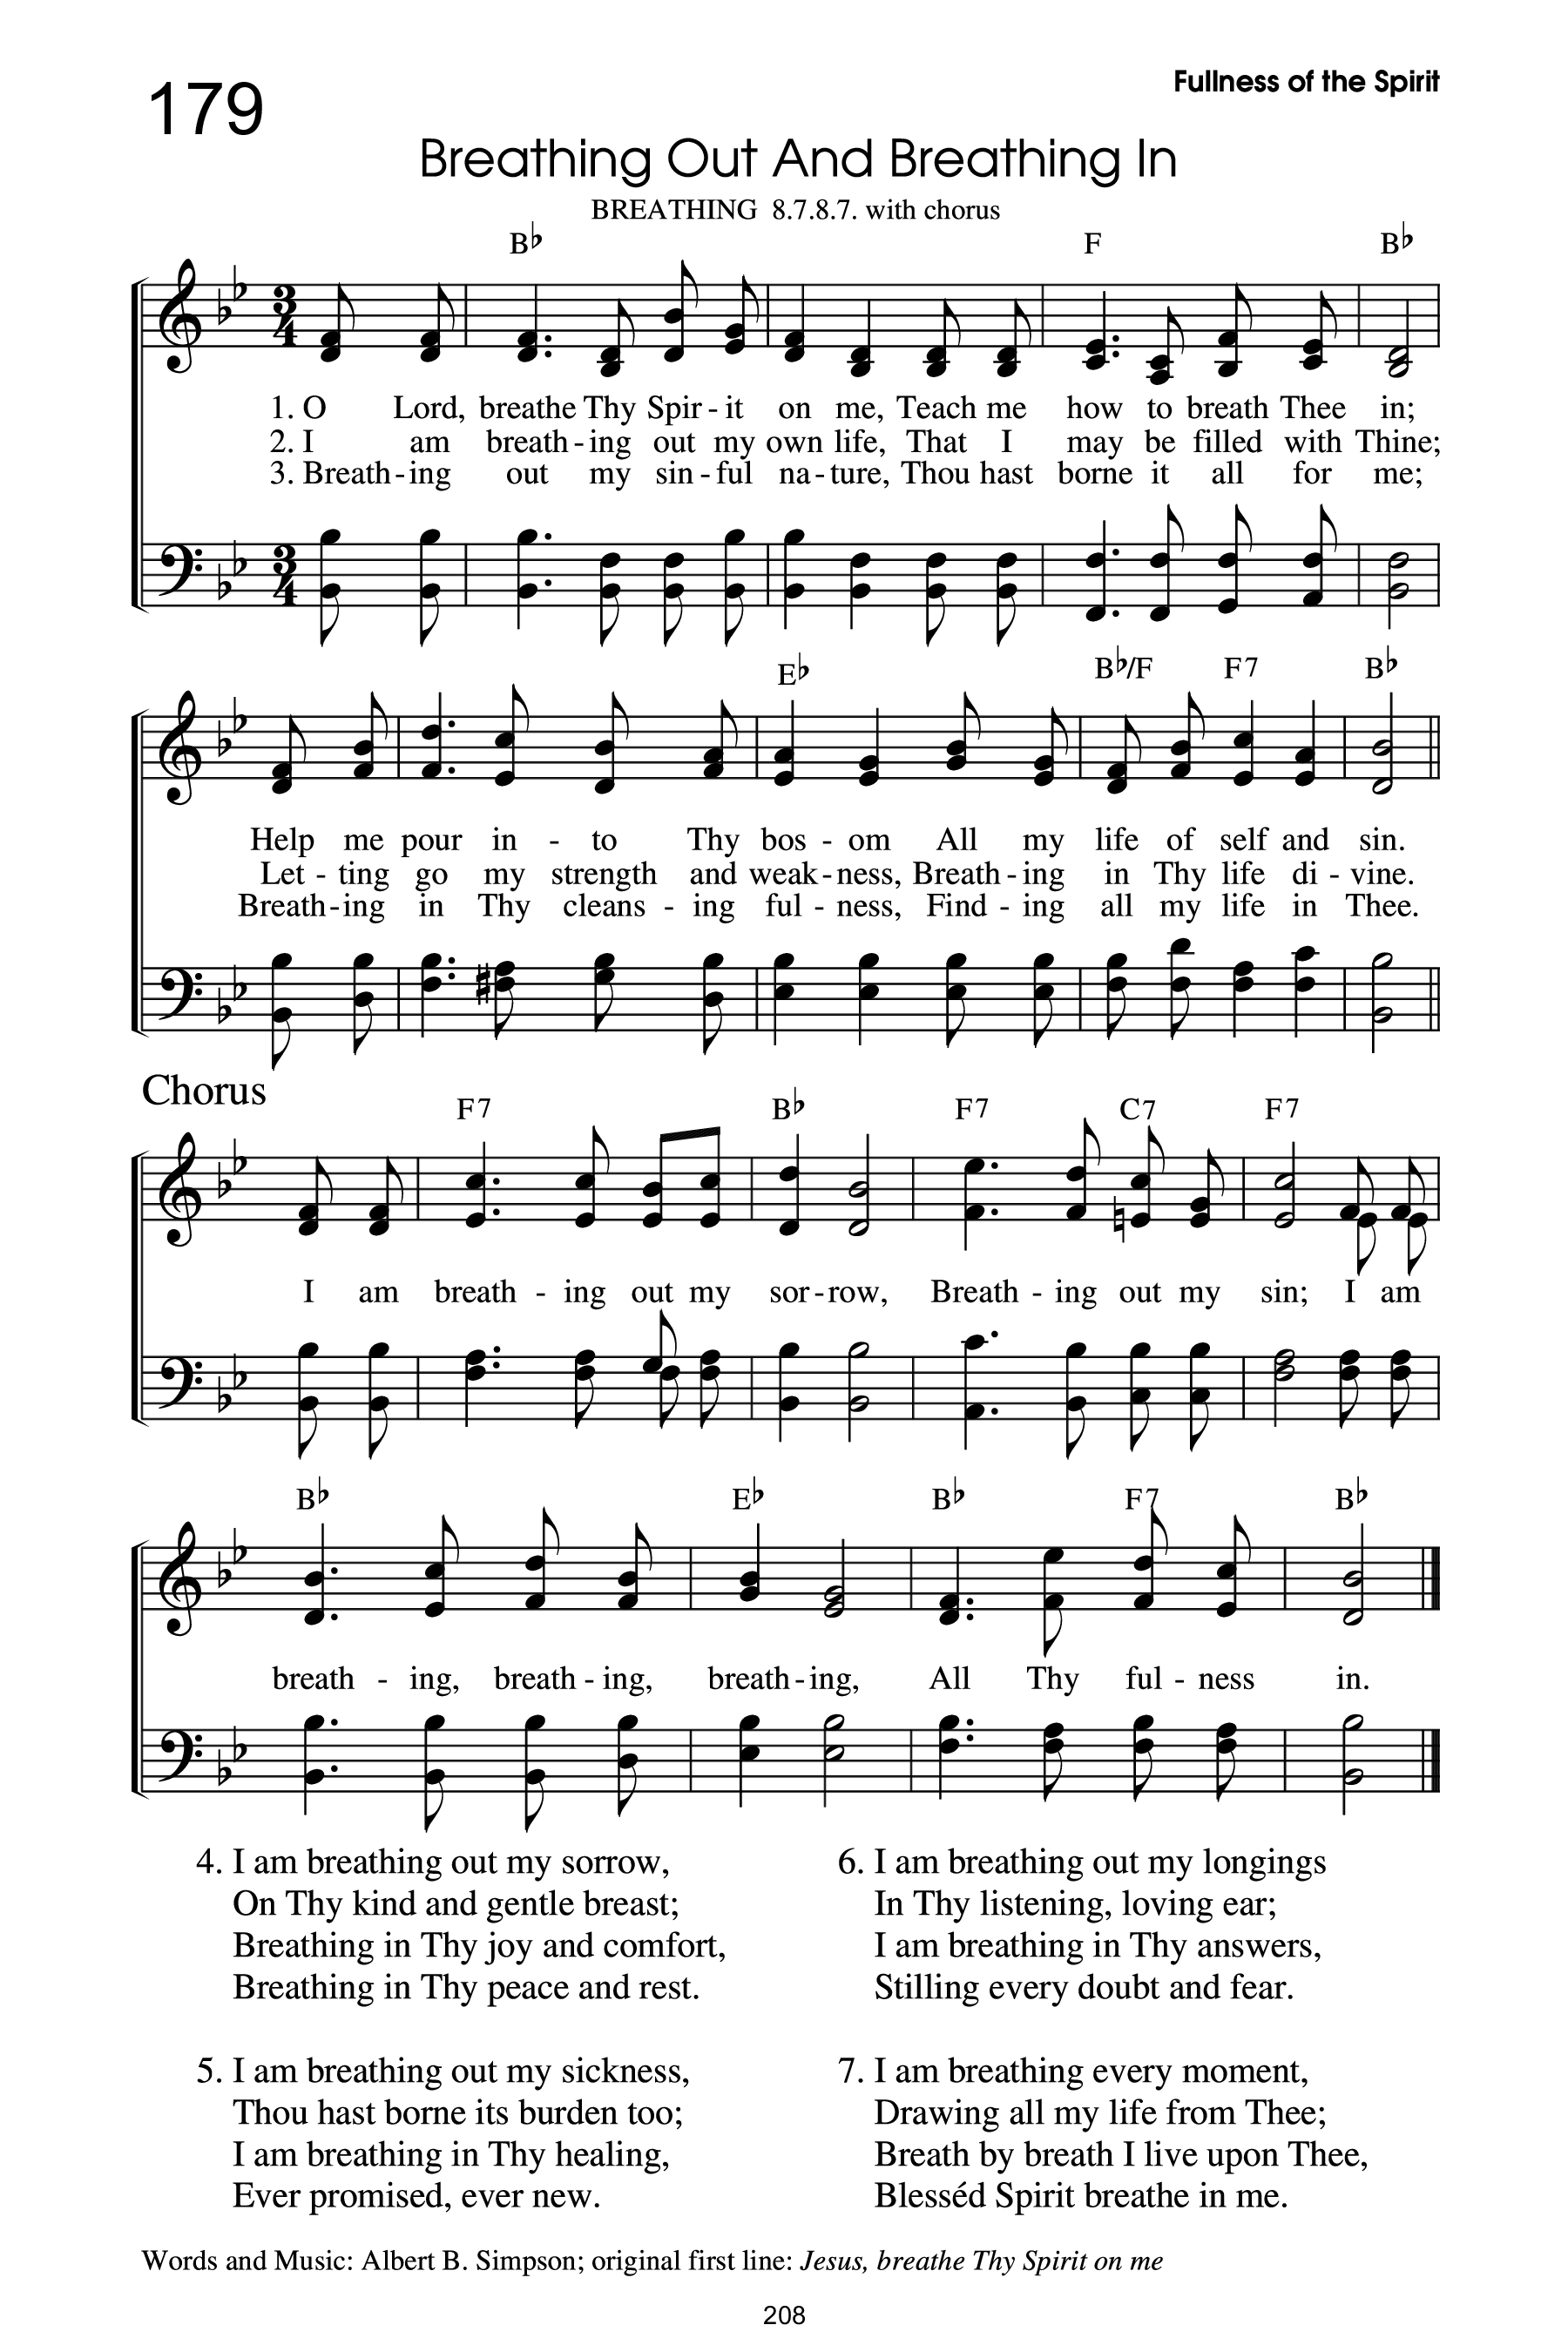 179
Fullness of the Spirit
Breathing Out And Breathing In
BREATHING 8.7.8.7. with chorus
B♭ F B♭
1. O Lord, breathe Thy Spir - it on me, Teach me how to breath Thee in;
2. I am breath - ing out my own life, That I may be filled with Thine;
3. Breath - ing out my sin - ful na - ture, Thou hast borne it all for me;
E♭ B♭/F F7 B♭
Help me pour in - to Thy bos - om All my life of self and sin.
Let - ting go my strength and weak - ness, Breath - ing in Thy life di - vine.
Breath - ing in Thy cleans - ing ful - ness, Find - ing all my life in Thee.
Chorus
F7 B♭ F7 C7 F7
I am breath - ing out my sor - row, Breath - ing out my sin; I am
B♭ E♭ B♭ F7 B♭
breath - ing, breath - ing, breath - ing, All Thy ful - ness in.
4. I am breathing out my sorrow,
On Thy kind and gentle breast;
Breathing in Thy joy and comfort,
Breathing in Thy peace and rest.
5. I am breathing out my sickness,
Thou hast borne its burden too;
I am breathing in Thy healing,
Ever promised, ever new.
6. I am breathing out my longings
In Thy listening, loving ear;
I am breathing in Thy answers,
Stilling every doubt and fear.
7. I am breathing every moment,
Drawing all my life from Thee;
Breath by breath I live upon Thee,
Blesséd Spirit breathe in me.
Words and Music: Albert B. Simpson; original first line: Jesus, breathe Thy Spirit on me
208